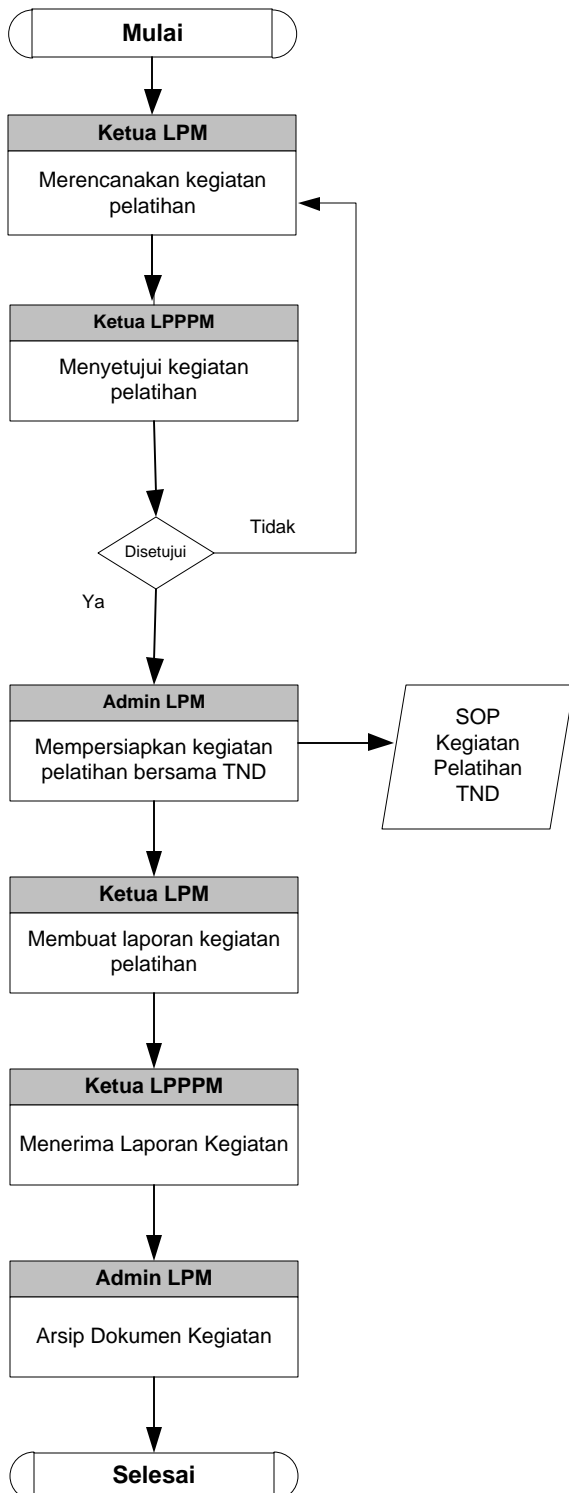 Mulai
Ketua LPM
Merencanakan kegiatan
pelatihan
Ketua LPPPM
Menyetujui kegiatan
pelatihan
Disetujui
Tidak
Ya
Admin LPM
Mempersiapkan kegiatan
pelatihan bersama TND
SOP
Kegiatan
Pelatihan
TND
Ketua LPM
Membuat laporan kegiatan
pelatihan
Ketua LPPPM
Menerima Laporan Kegiatan
Admin LPM
Arsip Dokumen Kegiatan
Selesai